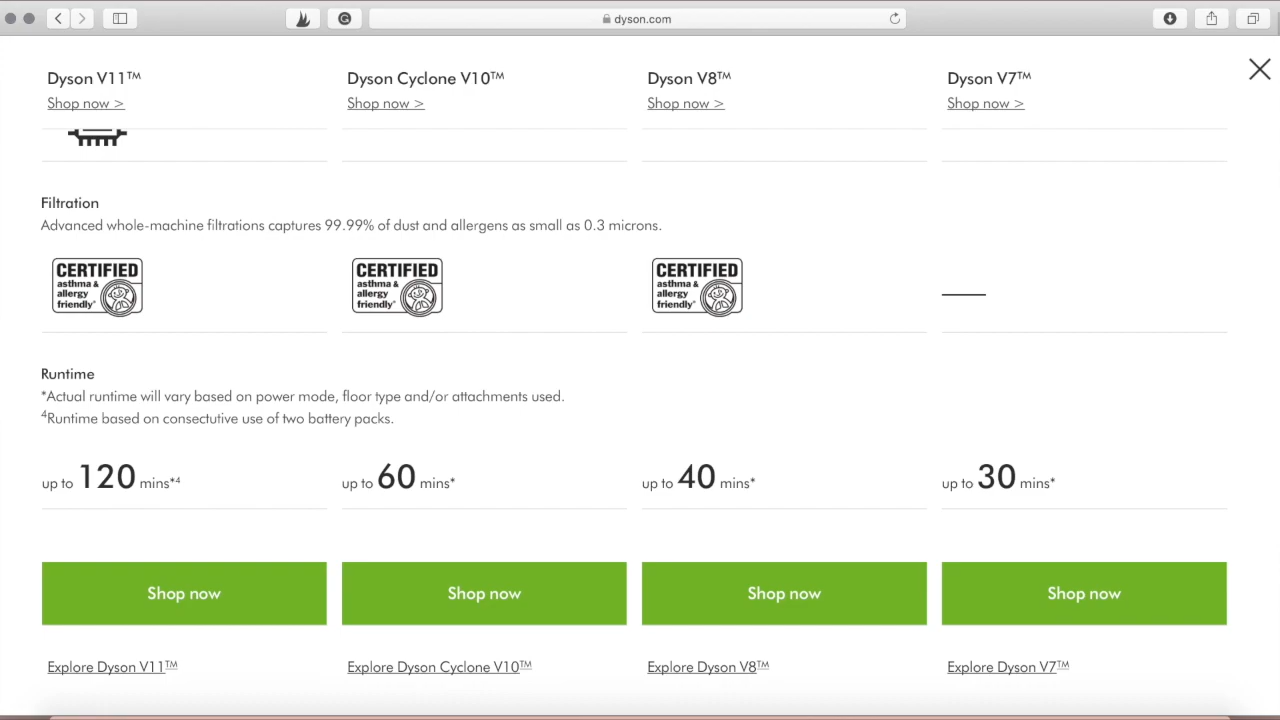 dyson.com
Dyson V11™
Shop now >
Dyson Cyclone V10™
Shop now >
Dyson V8™
Shop now >
Dyson V7™
Shop now >
Filtration
Advanced whole-machine filtrations captures 99.99% of dust and allergens as small as 0.3 microns.
CERTIFIED
asthma &
allergy
friendly®
CERTIFIED
asthma &
allergy
friendly®
CERTIFIED
asthma &
allergy
friendly®
Runtime
*Actual runtime will vary based on power mode, floor type and/or attachments used.
⁴Runtime based on consectutive use of two battery packs.
up to 120 mins*⁴
up to 60 mins*
up to 40 mins*
up to 30 mins*
Shop now
Shop now
Shop now
Shop now
Explore Dyson V11™
Explore Dyson Cyclone V10™
Explore Dyson V8™
Explore Dyson V7™